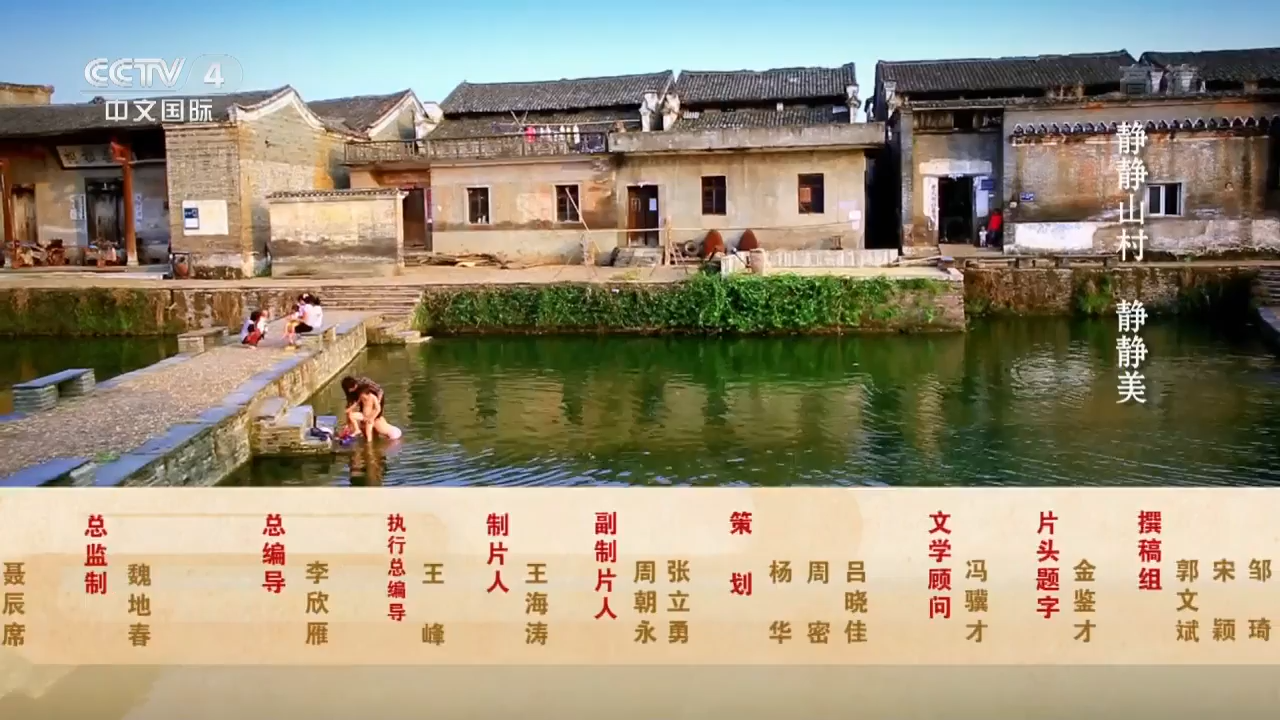 CCTV 4
中文国际
静静山村 静静美
聂辰席
总监制
魏地春
总编导
李欣雁
执行总编导
王峰
制片人
王海涛
副制片人
周朝永
张立勇
策划
杨华
周密
吕晓佳
文学顾问
冯骥才
片头题字
金鉴才
撰稿组
郭文斌
宋颖
邹琦